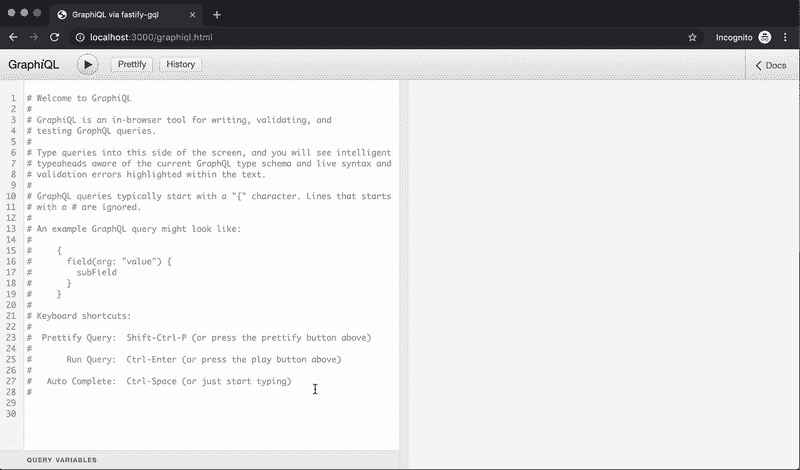 GraphiQL via fastify-gql
localhost:3000/graphiql.html
Incognito
GraphiQL
Prettify
History
Docs
1 # Welcome to GraphiQL
2 #
3 # GraphiQL is an in-browser tool for writing, validating, and
4 # testing GraphQL queries.
5 #
6 # Type queries into this side of the screen, and you will see intelligent
7 # typeaheads aware of the current GraphQL type schema and live syntax and
8 # validation errors highlighted within the text.
9 #
10 # GraphQL queries typically start with a "{" character. Lines that starts
11 # with a # are ignored.
12 #
13 # An example GraphQL query might look like:
14 #
15 #     {
16 #       field(arg: "value") {
17 #         subField
18 #       }
19 #     }
20 #
21 # Keyboard shortcuts:
22 #
23 #  Prettify Query:  Shift-Ctrl-P (or press the prettify button above)
24 #
25 #       Run Query:  Ctrl-Enter (or press the play button above)
26 #
27 #   Auto Complete:  Ctrl-Space (or just start typing)
28 #
29
30
QUERY VARIABLES